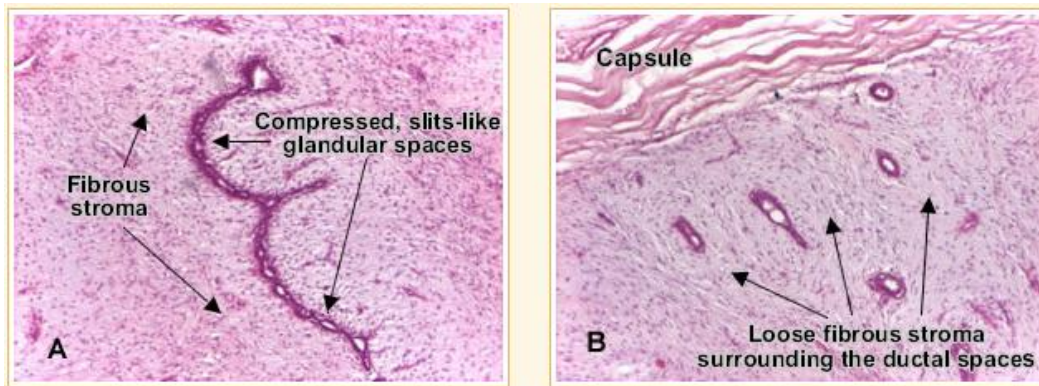 Compressed, slits-like
glandular spaces
Fibrous
stroma
A
Capsule
Loose fibrous stroma
surrounding the ductal spaces
B